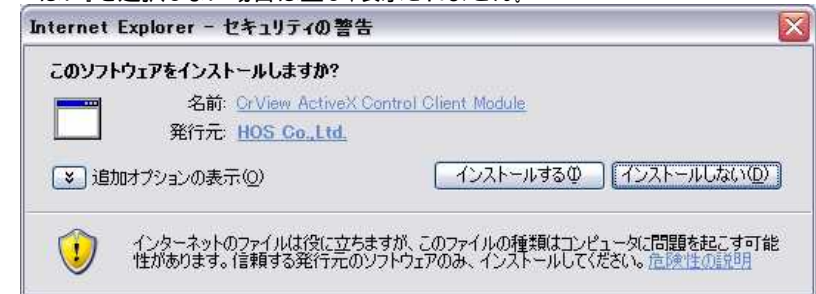 Internet Explorer - セキュリティの警告
このソフトウェアをインストールしますか?
名前: OrView ActiveX Control Client Module
発行元: HOS Co.,Ltd.
追加オプションの表示(O)
インストールする(I)
インストールしない(D)
インターネットのファイルは役に立ちますが、このファイルの種類はコンピュータに問題を起こす可能
性があります。信頼する発行元のソフトウェアのみ、インストールしてください。危険性の説明